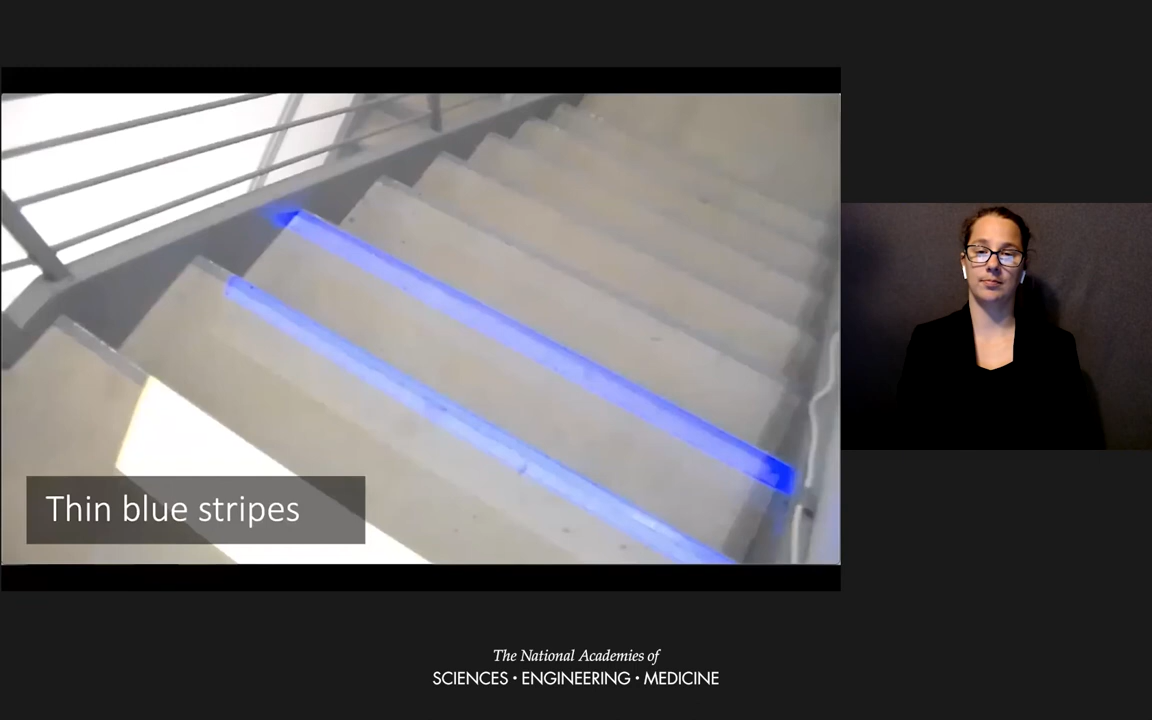 Thin blue stripes
The National Academies of
SCIENCES · ENGINEERING · MEDICINE